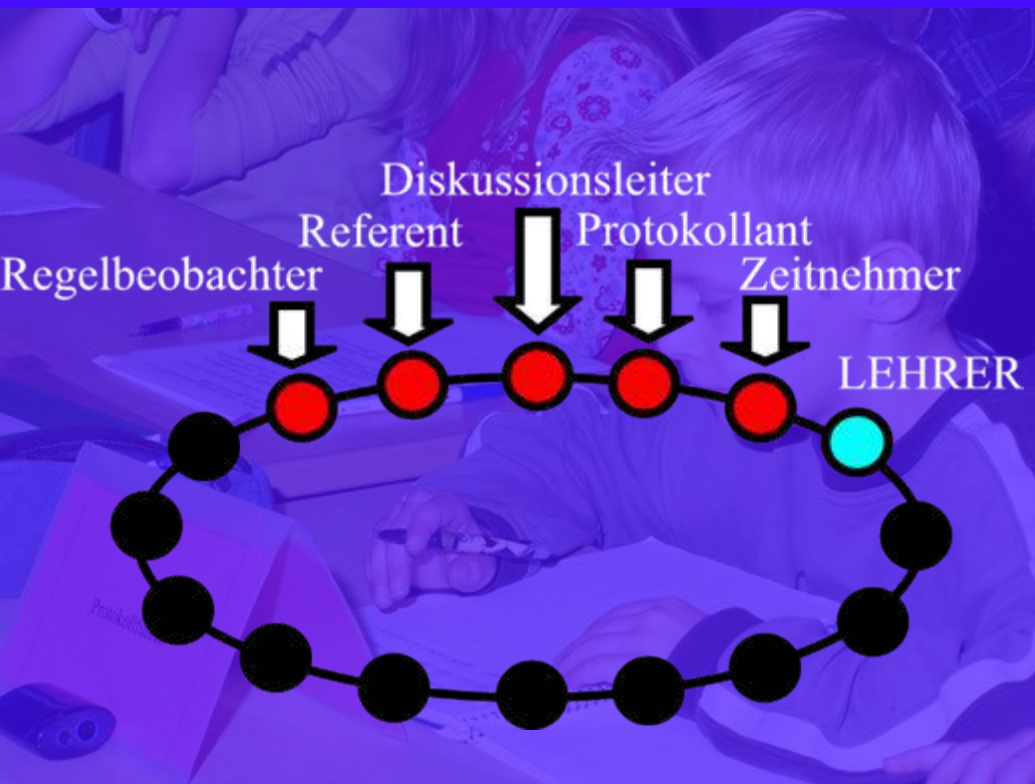 Diskussionsleiter
Referent
Protokollant
Regelbeobachter
Zeitnehmer
LEHRER